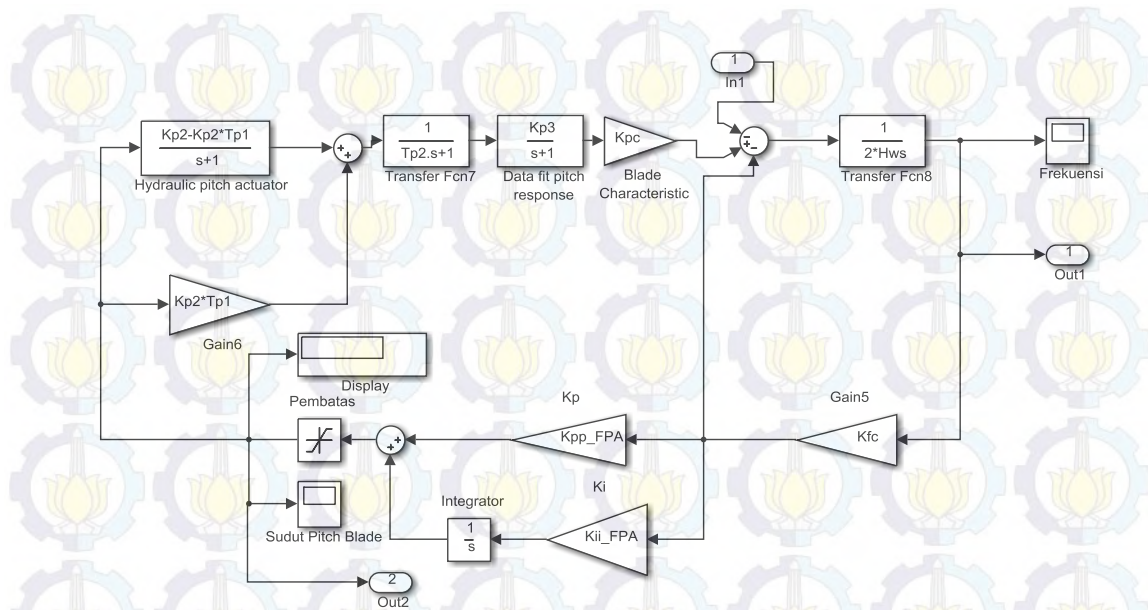 1
In1
Kp2-Kp2*Tp1
s+1
Hydraulic pitch actuator
+
+
1
Tp2.s+1
Transfer Fcn7
Kp3
s+1
Data fit pitch
response
Kpc
Blade
Characteristic
−
+
−
1
2*Hws
Transfer Fcn8
Frekuensi
1
Out1
Kp2*Tp1
Gain6
Display
Pembatas
+
+
Kp
Kpp_FPA
Gain5
Kfc
Sudut Pitch Blade
Integrator
1
s
Ki
Kii_FPA
2
Out2